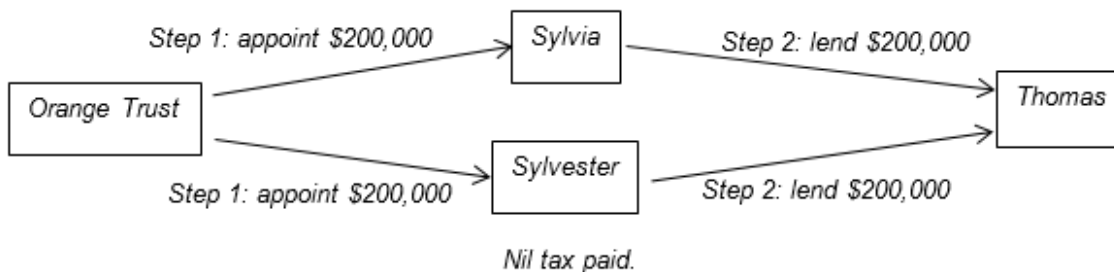 Step 1: appoint $200,000
Sylvia
Step 2: lend $200,000
Orange Trust
Thomas
Sylvester
Step 1: appoint $200,000
Step 2: lend $200,000
Nil tax paid.